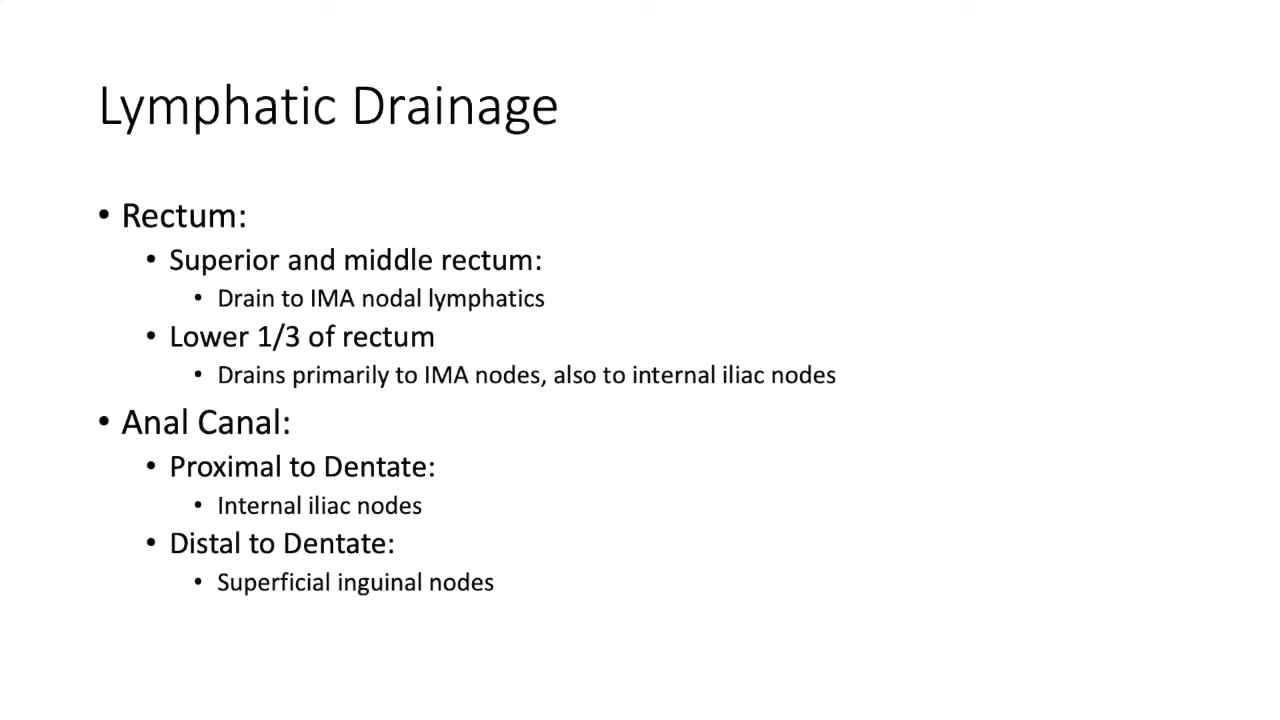 Lymphatic Drainage
• Rectum:
• Superior and middle rectum:
• Drain to IMA nodal lymphatics
• Lower 1/3 of rectum
• Drains primarily to IMA nodes, also to internal iliac nodes
• Anal Canal:
• Proximal to Dentate:
• Internal iliac nodes
• Distal to Dentate:
• Superficial inguinal nodes